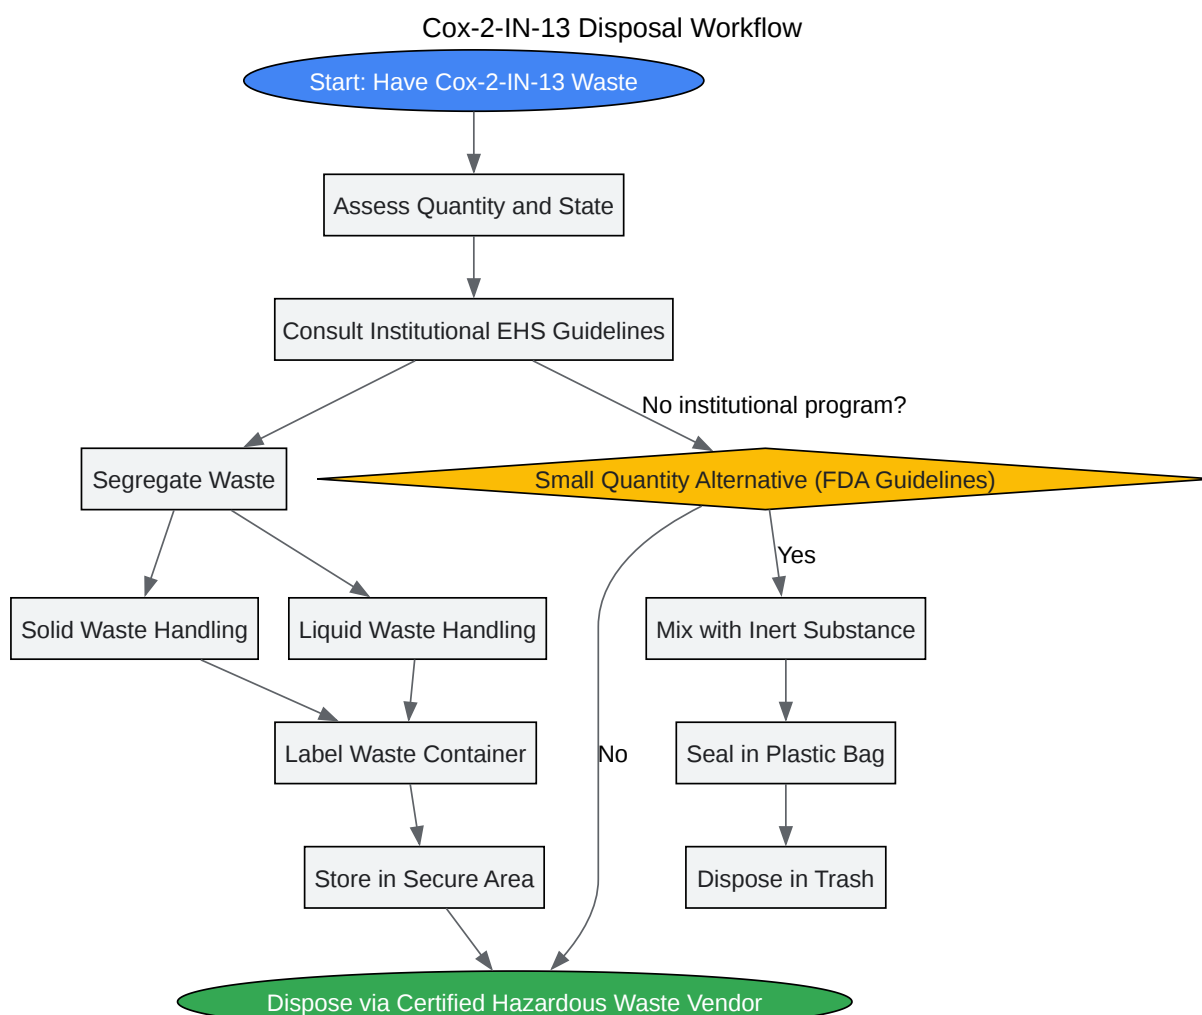 Cox-2-IN-13 Disposal Workflow
Start: Have Cox-2-IN-13 Waste
Assess Quantity and State
Consult Institutional EHS Guidelines
No institutional program?
Segregate Waste
Small Quantity Alternative (FDA Guidelines)
Yes
Solid Waste Handling
Liquid Waste Handling
Mix with Inert Substance
Label Waste Container
No
Seal in Plastic Bag
Store in Secure Area
Dispose in Trash
Dispose via Certified Hazardous Waste Vendor